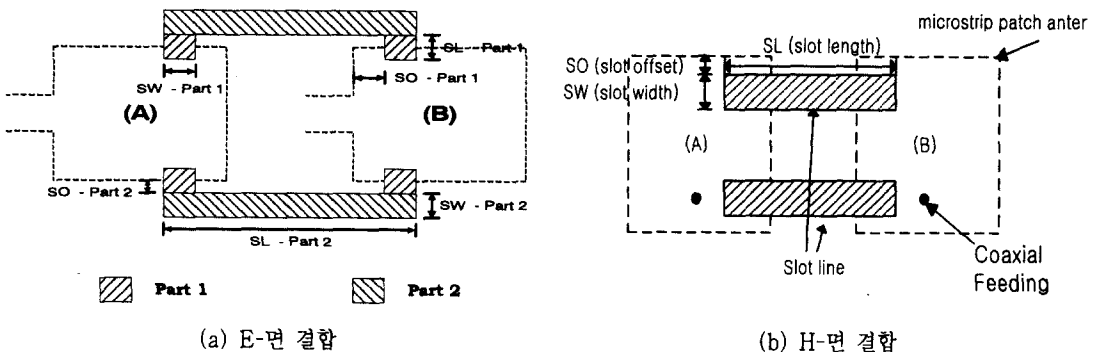 SL - Part 1
SW - Part 1
SO - Part 1
(A)
(B)
SO - Part 2
SW - Part 2
SL - Part 2
Part 1
Part 2
(a) E-면 결합
microstrip patch anter
SL (slot length)
SO (slot offset)
SW (slot width)
(A)
(B)
Slot line
Coaxial
Feeding
(b) H-면 결합